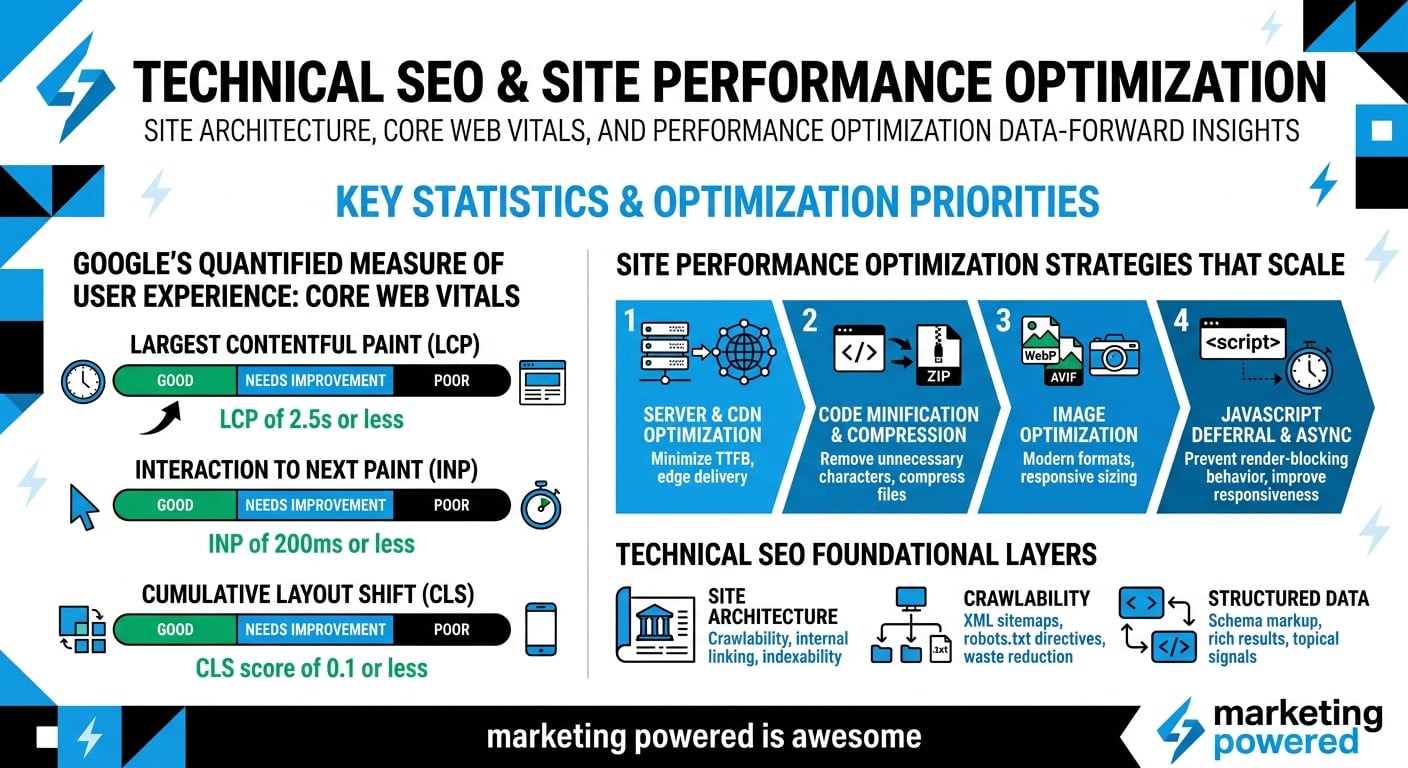 TECHNICAL SEO & SITE PERFORMANCE OPTIMIZATION
SITE ARCHITECTURE, CORE WEB VITALS, AND PERFORMANCE OPTIMIZATION DATA-FORWARD INSIGHTS
KEY STATISTICS & OPTIMIZATION PRIORITIES
GOOGLE'S QUANTIFIED MEASURE OF
USER EXPERIENCE: CORE WEB VITALS
LARGEST CONTENTFUL PAINT (LCP)
GOOD NEEDS IMPROVEMENT POOR
LCP of 2.5s or less
INTERACTION TO NEXT PAINT (INP)
GOOD NEEDS IMPROVEMENT POOR
INP of 200ms or less
CUMULATIVE LAYOUT SHIFT (CLS)
GOOD NEEDS IMPROVEMENT POOR
CLS score of 0.1 or less
SITE PERFORMANCE OPTIMIZATION STRATEGIES THAT SCALE
1
SERVER & CDN
OPTIMIZATION
Minimize TTFB,
edge delivery
2
</>
ZIP
CODE MINIFICATION
& COMPRESSION
Remove unnecessary
characters, compress
files
3
WebP
AVIF
IMAGE
OPTIMIZATION
Modern formats,
responsive sizing
4
<script>
JAVASCRIPT
DEFERRAL & ASYNC
Prevent render-blocking
behavior, improve
responsiveness
TECHNICAL SEO FOUNDATIONAL LAYERS
SITE
ARCHITECTURE
Crawlability, internal
linking, indexability
.txt
CRAWLABILITY
XML sitemaps,
robots.txt directives,
waste reduction
< >
</>
STRUCTURED DATA
Schema markup,
rich results, topical
signals
marketing powered is awesome
marketing
powered